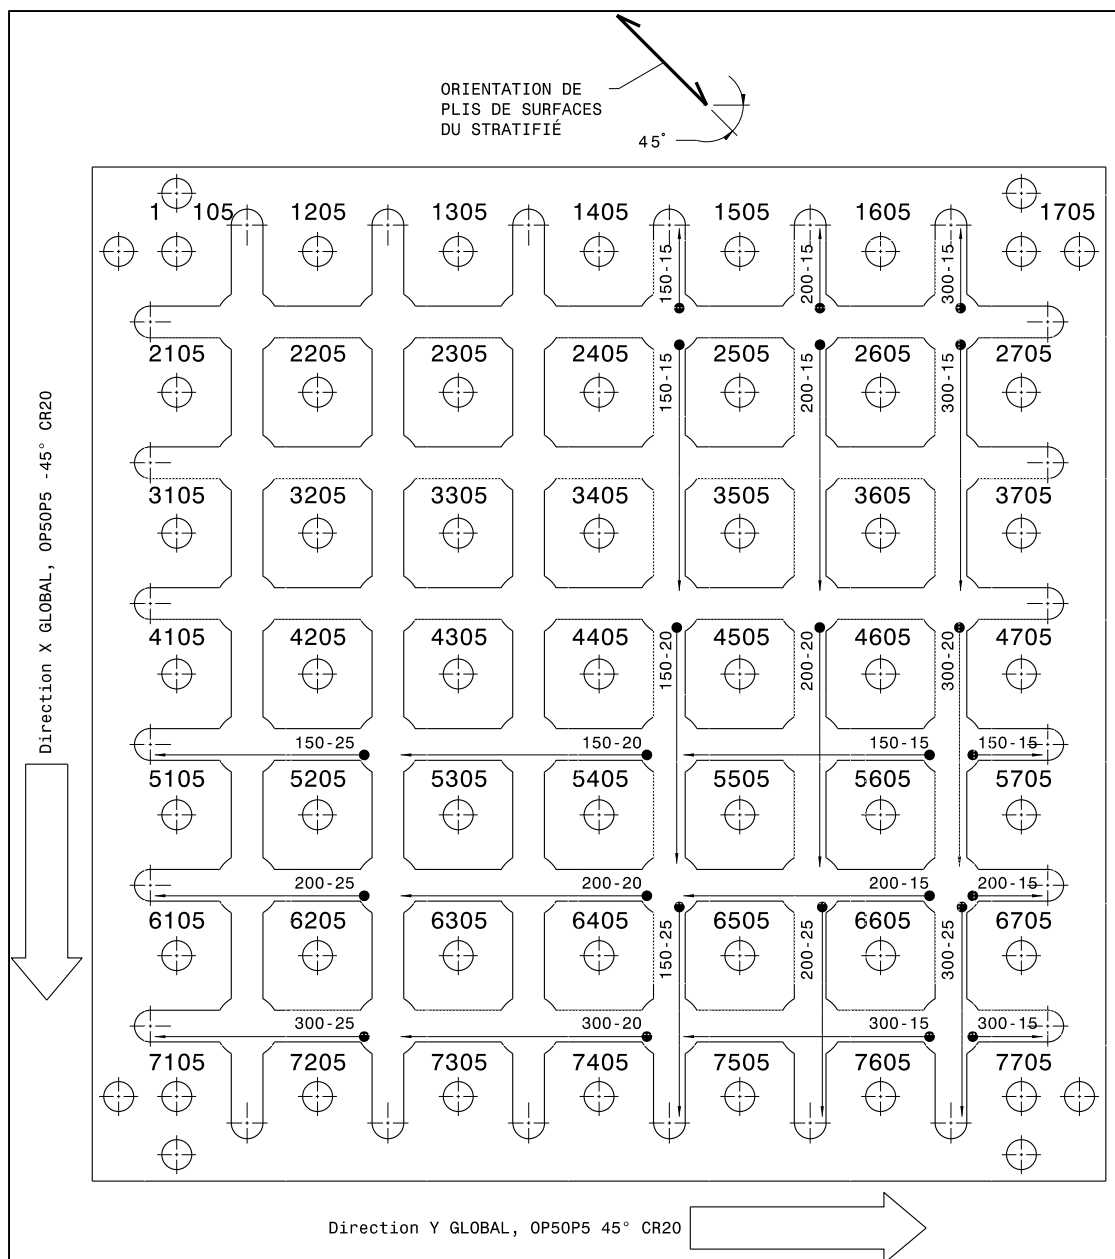 ORIENTATION DE
PLIS DE SURFACES
DU STRATIFIÉ
45°
1 105 1205 1305 1405 1505 1605 1705
150-15 200-15 300-15
2105 2205 2305 2405 2505 2605 2705
150-15 200-15 300-15
3105 3205 3305 3405 3505 3605 3705
4105 4205 4305 4405 4505 4605 4705
150-20 200-20 300-20
150-25 150-20 150-15 150-15
5105 5205 5305 5405 5505 5605 5705
200-25 200-20 200-15 200-15
6105 6205 6305 6405 6505 6605 6705
150-25 200-25 300-25
300-25 300-20 300-15 300-15
7105 7205 7305 7405 7505 7605 7705
Direction X GLOBAL, OP50P5 -45° CR20
Direction Y GLOBAL, OP50P5 45° CR20